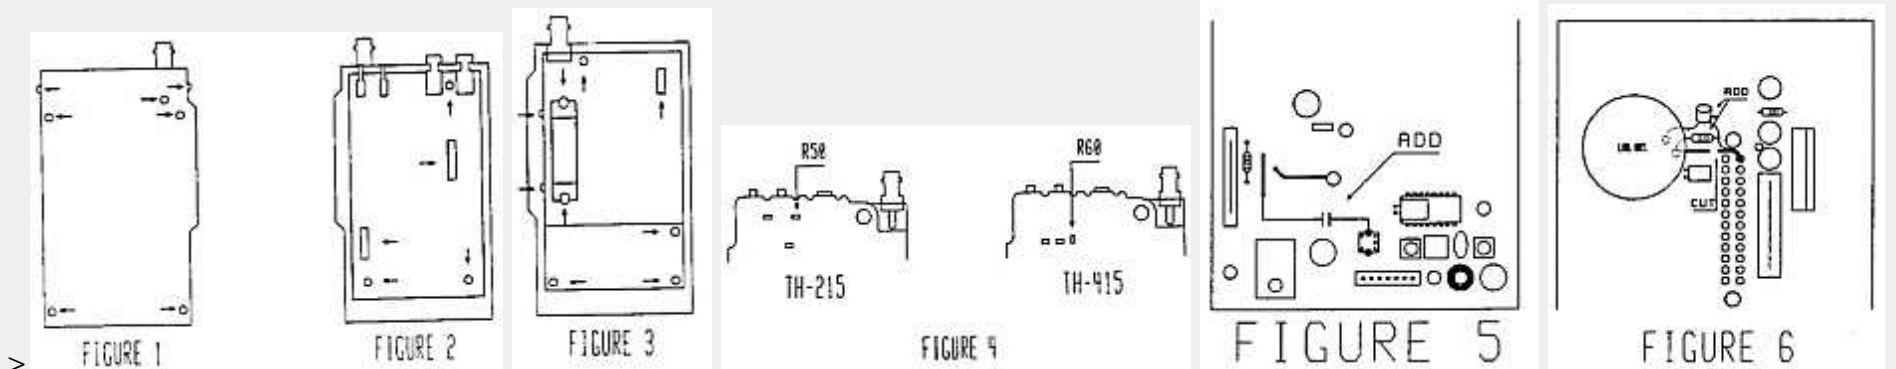 >
FIGURE 1
FIGURE 2
FIGURE 3
R50
TH-215
R60
TH-415
FIGURE 4
ADD
FIGURE 5
ADD
CUT
FIGURE 6